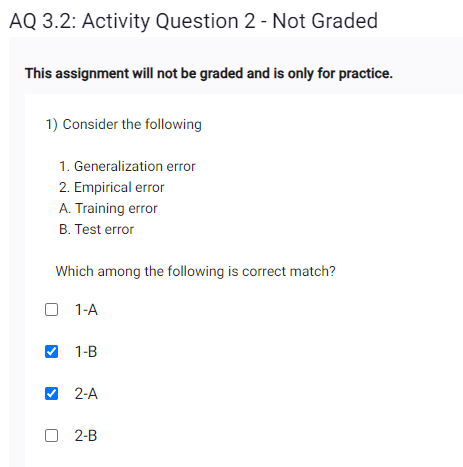 AQ 3.2: Activity Question 2 - Not Graded
This assignment will not be graded and is only for practice.
1) Consider the following
1. Generalization error
2. Empirical error
A. Training error
B. Test error
Which among the following is correct match?
1-A
1-B
2-A
2-B